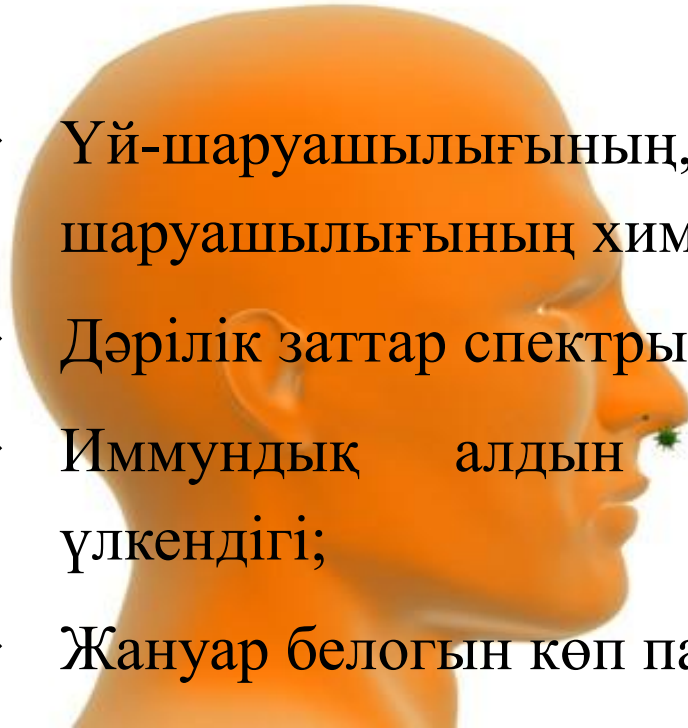 Үй-шаруашылығының,
шаруашылығының хим
Дәрілік заттар спектры
Иммундық алдын
үлкендігі;
Жануар белогын көп па